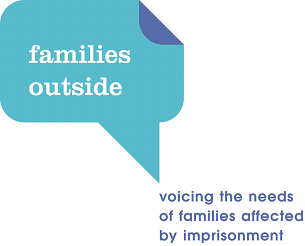 families
outside
voicing the needs
of families affected
by imprisonment